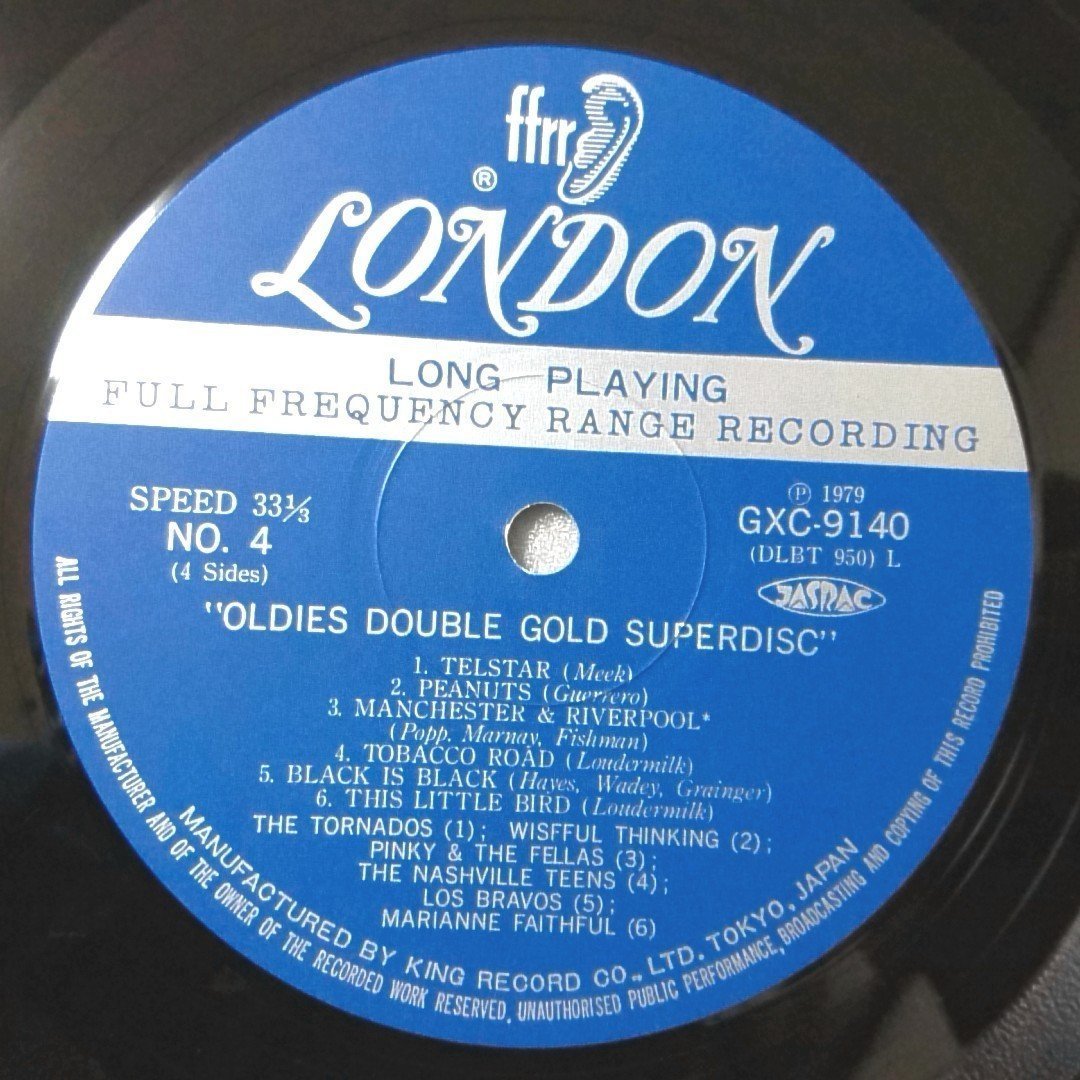 ffrr
®
LONDON
LONG PLAYING
FULL FREQUENCY RANGE RECORDING
SPEED 33⅓
NO. 4
(4 Sides)
Ⓟ 1979
GXC-9140
(DLBT 950) L
JASRAC
"OLDIES DOUBLE GOLD SUPERDISC"
1. TELSTAR (Meek)
2. PEANUTS (Guerrero)
3. MANCHESTER & RIVERPOOL*
(Popp. Marnay, Fishman)
4. TOBACCO ROAD (Loudermilk)
5. BLACK IS BLACK (Hayes, Wadey, Grainger)
6. THIS LITTLE BIRD (Loudermilk)
THE TORNADOS (1); WISFFUL THINKING (2);
PINKY & THE FELLAS (3);
THE NASHVILLE TEENS (4);
LOS BRAVOS (5);
MARIANNE FAITHFUL (6)
MANUFACTURED BY KING RECORD CO., LTD. TOKYO, JAPAN
ALL RIGHTS OF THE MANUFACTURER AND OF THE OWNER OF THE RECORDED WORK RESERVED. UNAUTHORISED PUBLIC PERFORMANCE, BROADCASTING AND COPYING OF THIS RECORD PROHIBITED